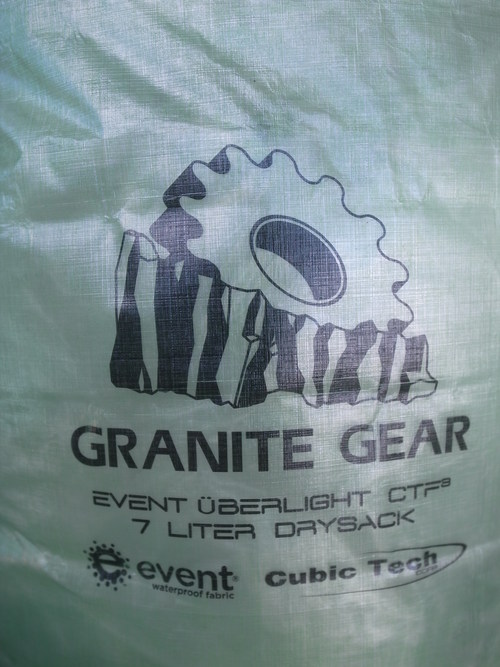 GRANITE GEAR
EVENT ÜBERLIGHT CTF³
7 LITER DRYSACK
event®
waterproof fabric
Cubic Tech